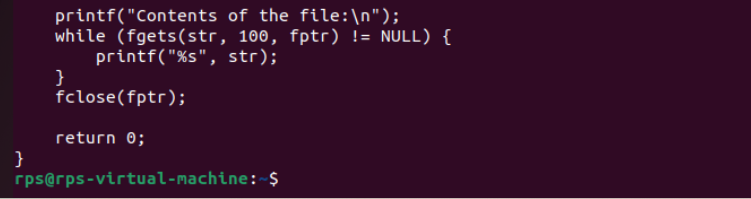 printf("Contents of the file:\n");
    while (fgets(str, 100, fptr) != NULL) {
        printf("%s", str);
    }
    fclose(fptr);

    return 0;
}
rps@rps-virtual-machine:~$